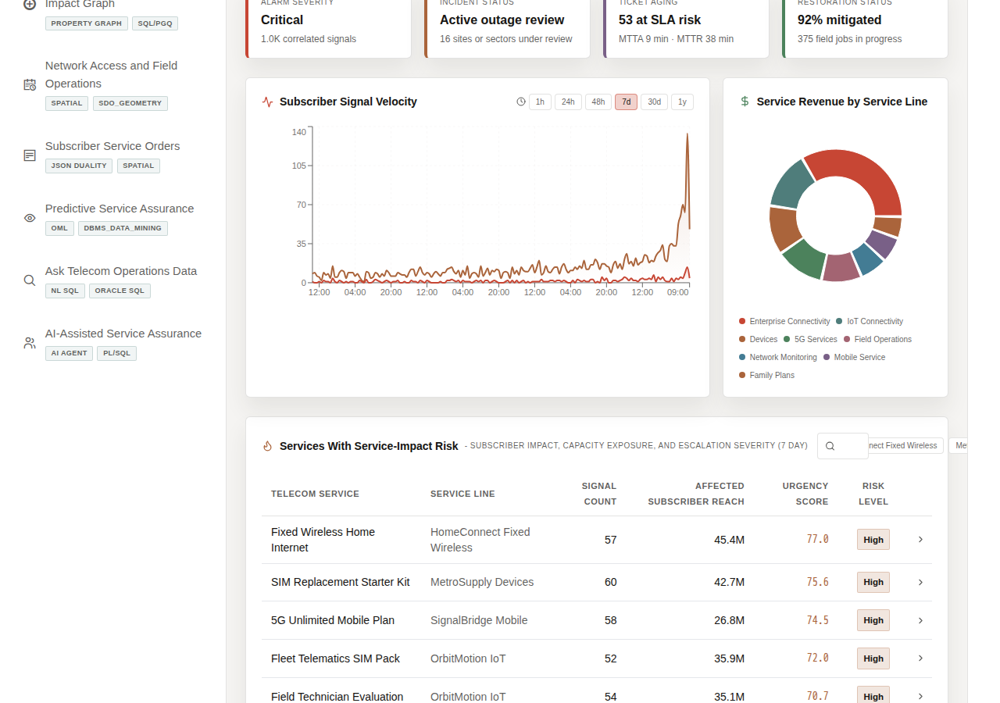 Impact Graph
PROPERTY GRAPH SQL/PGQ
Network Access and Field
Operations
SPATIAL SDO_GEOMETRY
Subscriber Service Orders
JSON DUALITY SPATIAL
Predictive Service Assurance
OML DBMS_DATA_MINING
Ask Telecom Operations Data
NL SQL ORACLE SQL
AI-Assisted Service Assurance
AI AGENT PL/SQL
ALARM SEVERITY
Critical
1.0K correlated signals
INCIDENT STATUS
Active outage review
16 sites or sectors under review
TICKET AGING
53 at SLA risk
MTTA 9 min · MTTR 38 min
RESTORATION STATUS
92% mitigated
375 field jobs in progress
Subscriber Signal Velocity
1h 24h 48h 7d 30d 1y
140
105
70
35
0
12:00 04:00 20:00 12:00 04:00 20:00 12:00 04:00 20:00 12:00 09:00
Service Revenue by Service Line
Enterprise Connectivity IoT Connectivity
Devices 5G Services Field Operations
Network Monitoring Mobile Service
Family Plans
Services With Service-Impact Risk - SUBSCRIBER IMPACT, CAPACITY EXPOSURE, AND ESCALATION SEVERITY (7 DAY) nect Fixed Wireless
TELECOM SERVICE SERVICE LINE SIGNAL COUNT AFFECTED SUBSCRIBER REACH URGENCY SCORE RISK LEVEL
Fixed Wireless Home Internet HomeConnect Fixed Wireless 57 45.4M 77.0 High
SIM Replacement Starter Kit MetroSupply Devices 60 42.7M 75.6 High
5G Unlimited Mobile Plan SignalBridge Mobile 58 26.8M 74.5 High
Fleet Telematics SIM Pack OrbitMotion IoT 52 35.9M 72.0 High
Field Technician Evaluation OrbitMotion IoT 54 35.1M 70.7 High